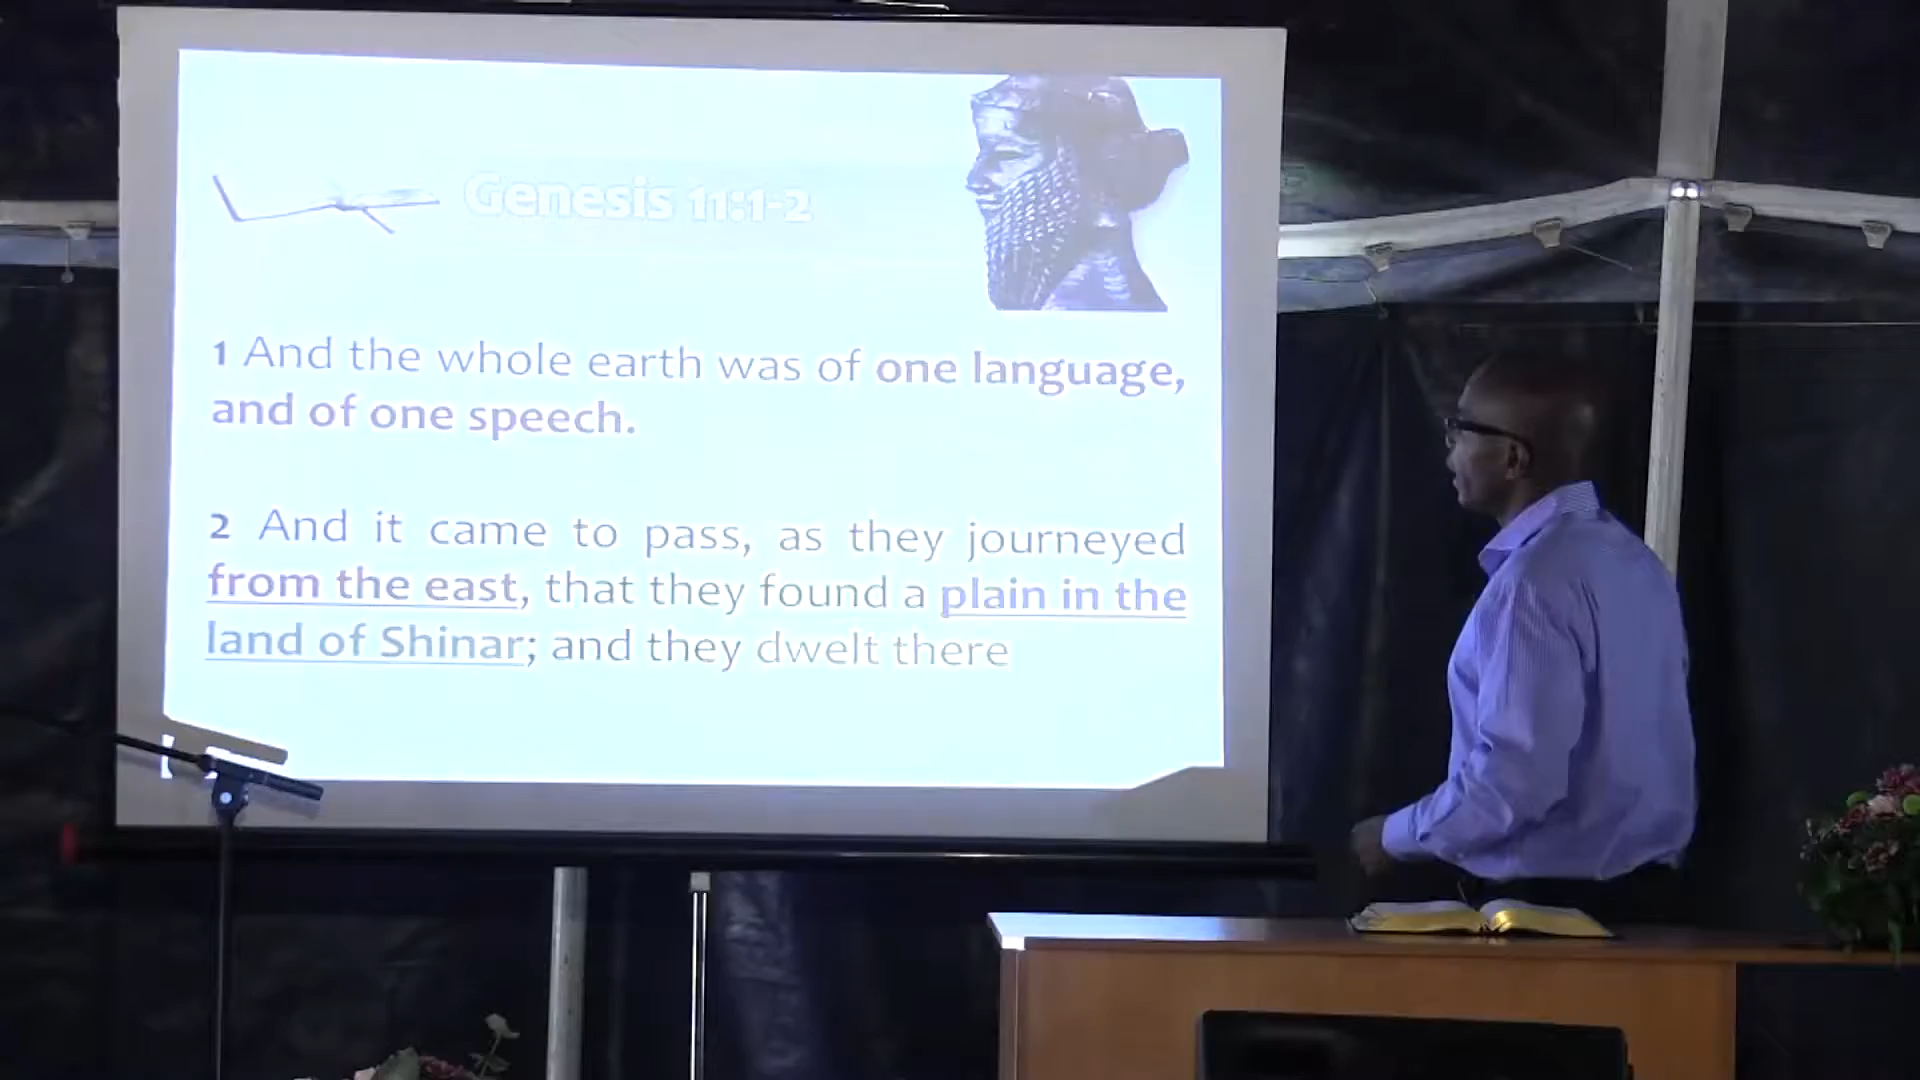 Genesis 11:1-2
1 And the whole earth was of one language,
and of one speech.
2 And it came to pass, as they journeyed
from the east, that they found a plain in the
land of Shinar; and they dwelt there